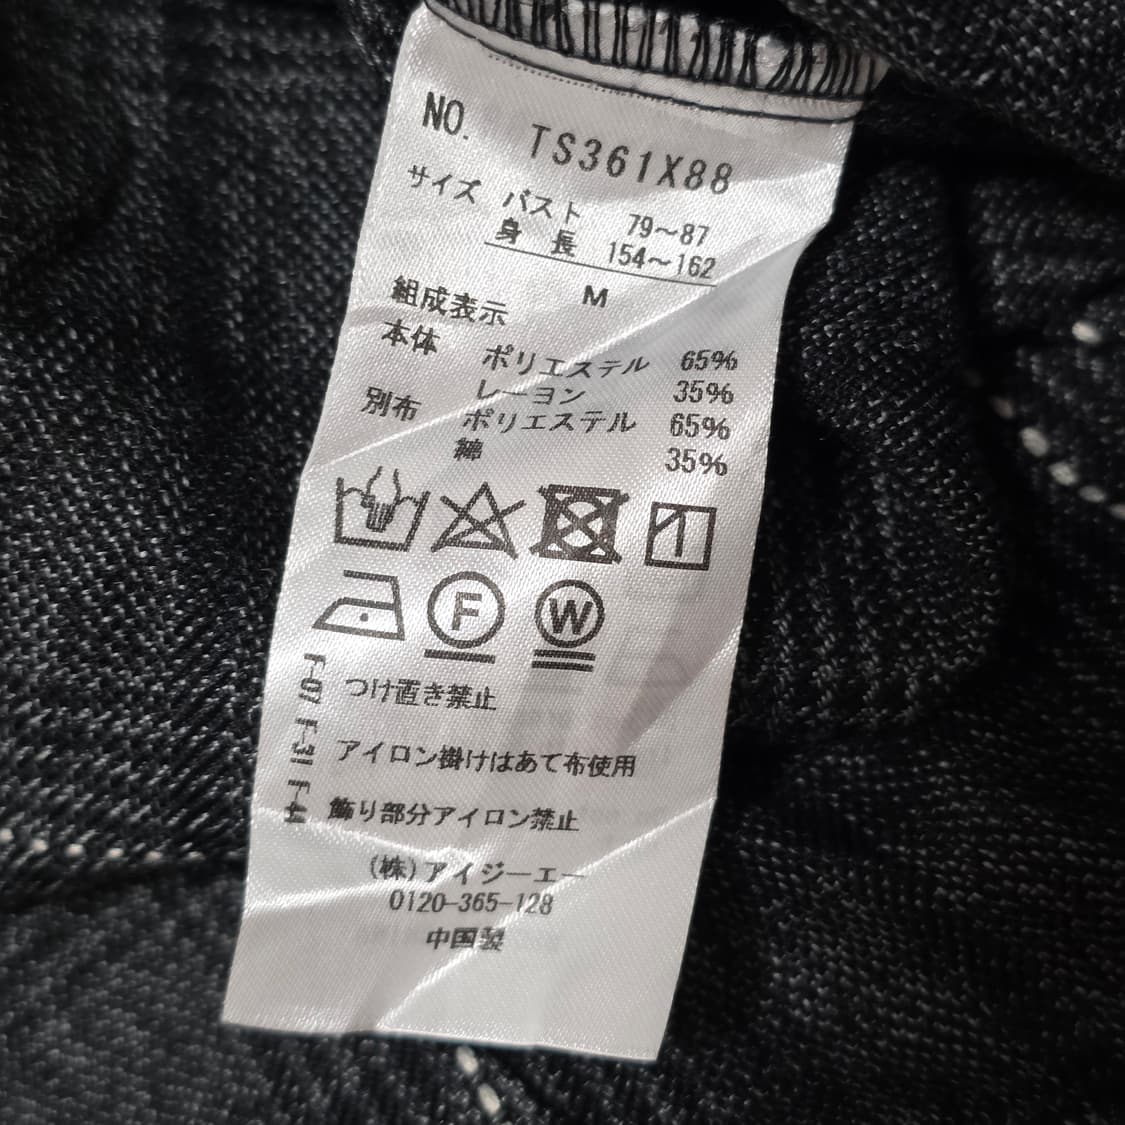 NO. TS361X88
サイズ バスト 79～87
身長 154～162
M
組成表示
本体 ポリエステル 65%
レーヨン 35%
別布 ポリエステル 65%
綿 35%
F
W
つけ置き禁止
F-31 アイロン掛けはあて布使用
飾り部分アイロン禁止
(株)アイジーエー
0120-365-128
中国製